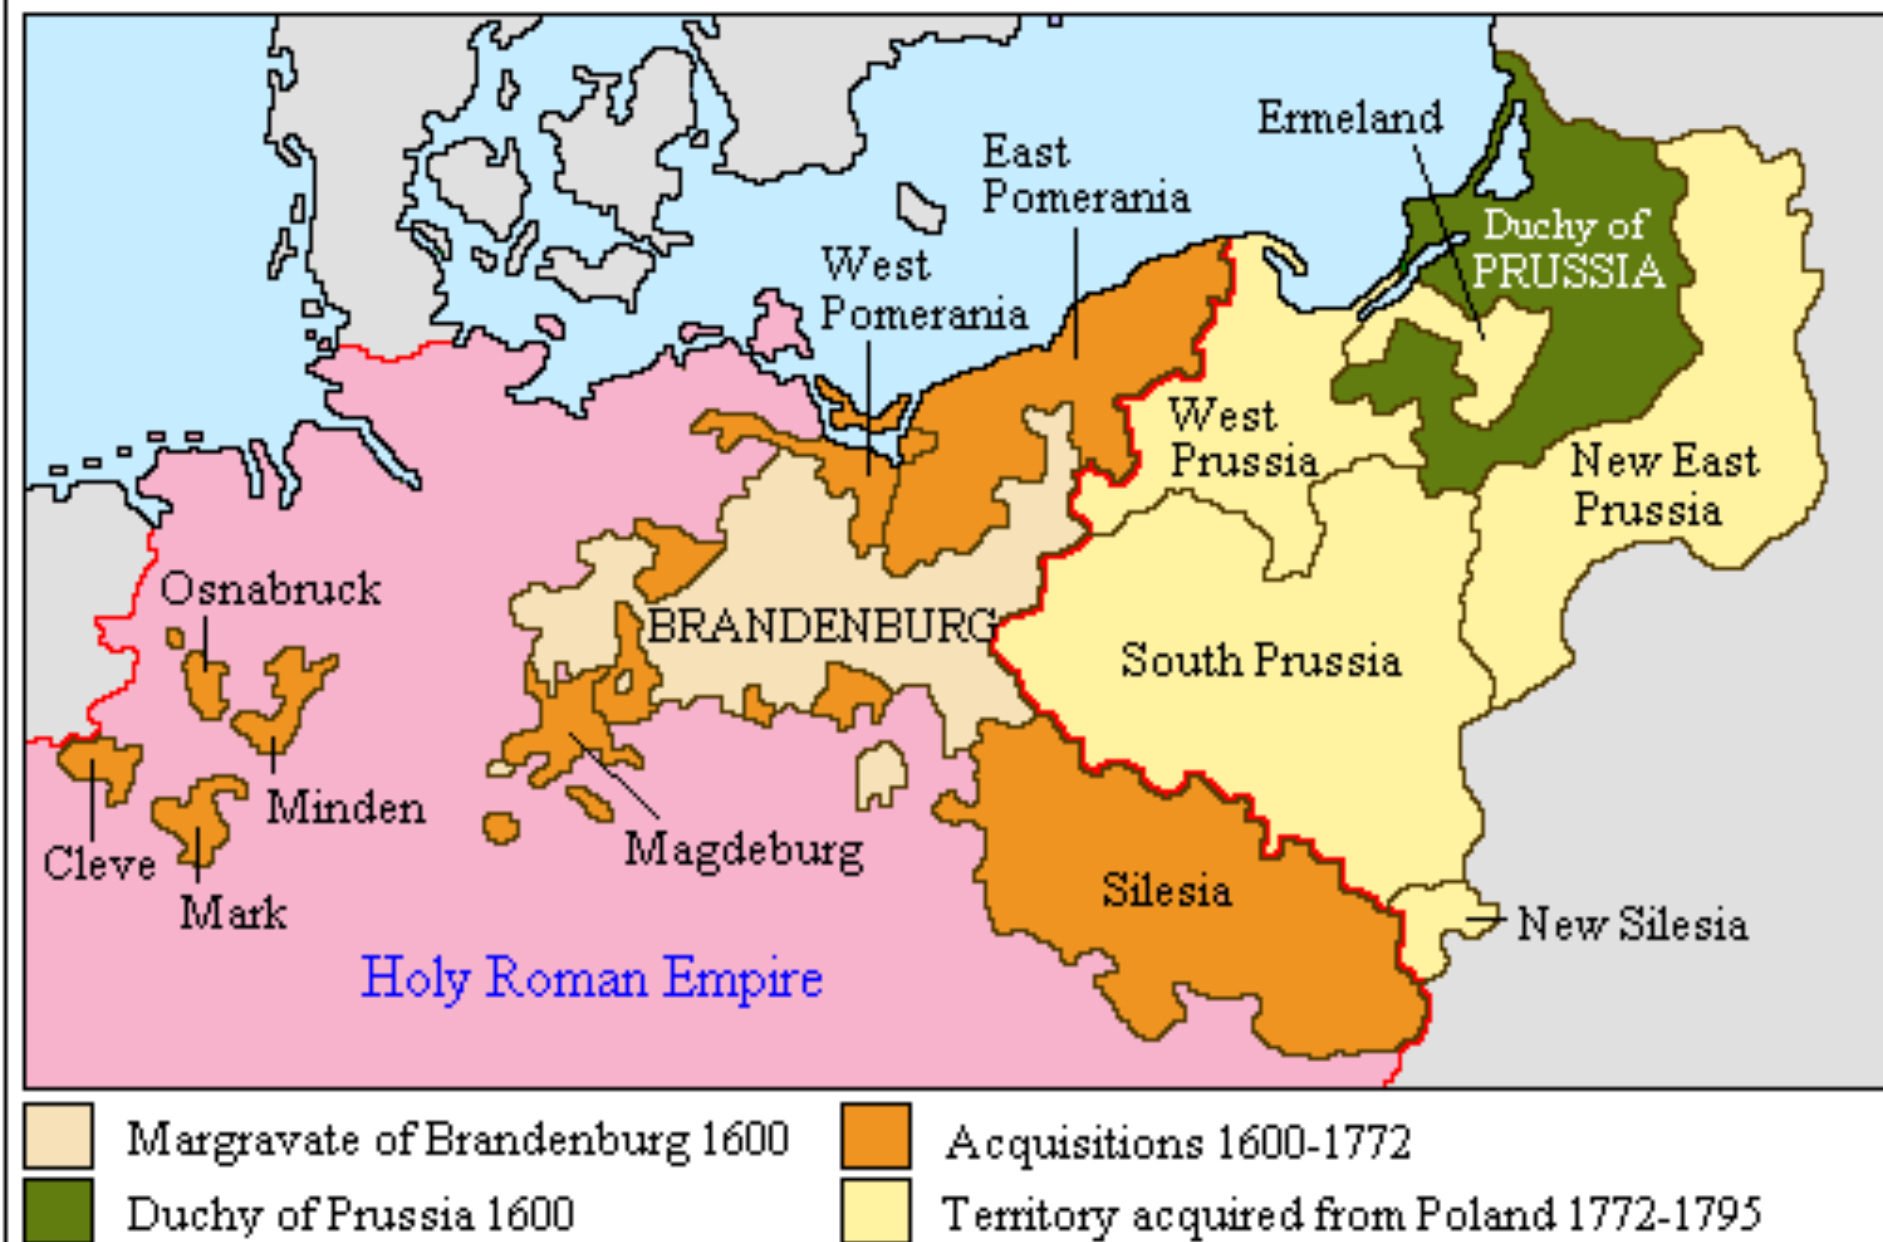 Ermeland
East
Pomerania
West
Pomerania
Duchy of
PRUSSIA
West
Prussia
New East
Prussia
Osnabruck
BRANDENBURG
South Prussia
Minden
Cleve
Magdeburg
Mark
Silesia
New Silesia
Holy Roman Empire
Margravate of Brandenburg 1600
Acquisitions 1600-1772
Duchy of Prussia 1600
Territory acquired from Poland 1772-1795